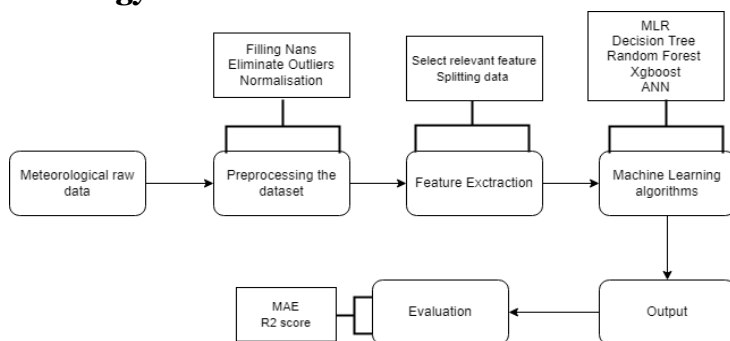 Filling Nans
Eliminate Outliers
Normalisation
Select relevant feature
Splitting data
MLR
Decision Tree
Random Forest
Xgboost
ANN
Meteorological raw
data
Preprocessing the
dataset
Feature Exctraction
Machine Learning
algorithms
MAE
R2 score
Evaluation
Output